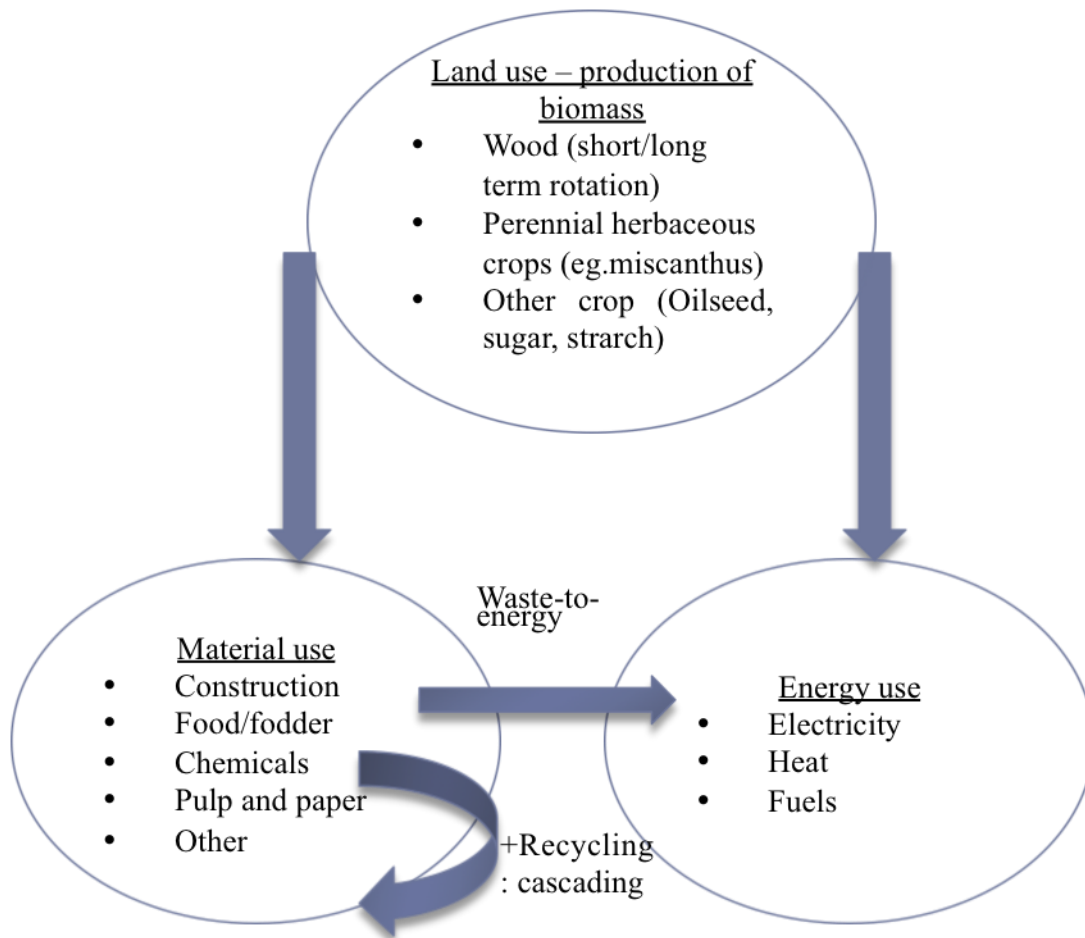 Land use – production of
biomass
• Wood (short/long
term rotation)
• Perennial herbaceous
crops (eg.miscanthus)
• Other crop (Oilseed,
sugar, strarch)
Waste-to-
energy
Material use
• Construction
• Food/fodder
• Chemicals
• Pulp and paper
• Other
+Recycling
: cascading
Energy use
• Electricity
• Heat
• Fuels